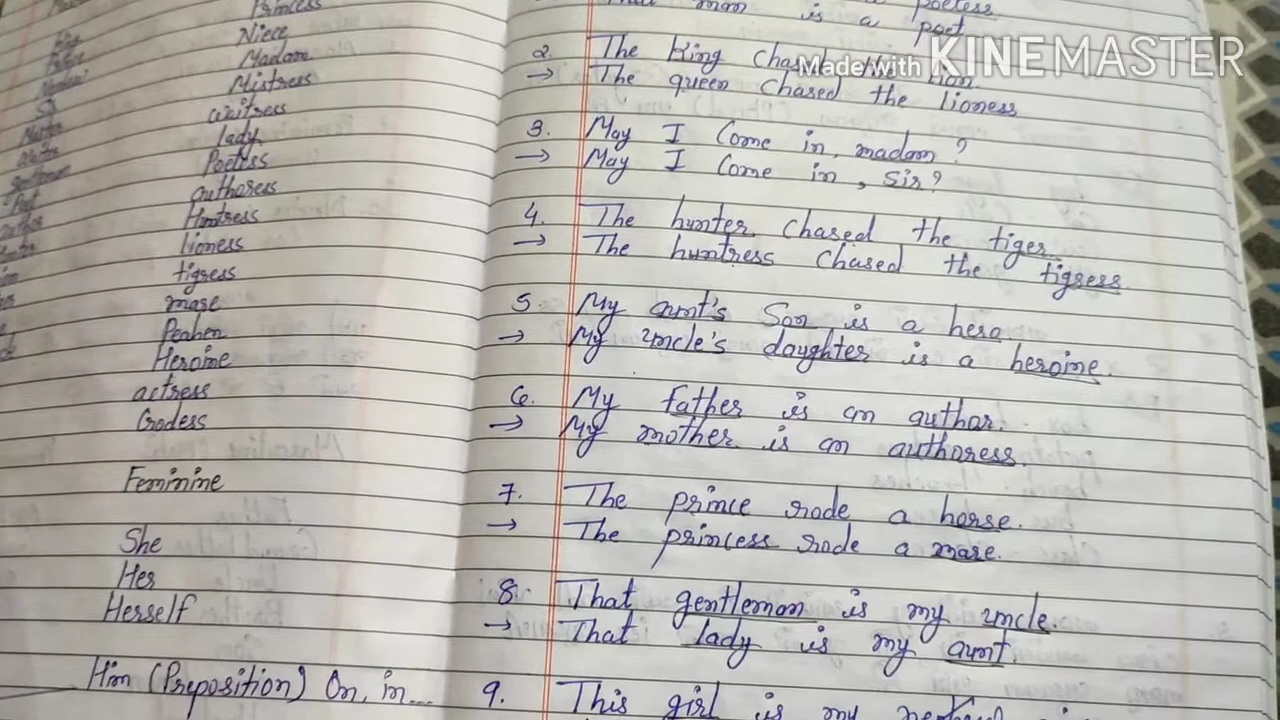 Princess
Niece
Madam
Mistress
waitress
lady
Poetess
authoress
Huntress
lioness
tigress
mare
Peahen
Heroine
actress
Godess
Feminine
She
Her
Herself
Him (Preposition) On, in...
poetess
man is a poet
2. The King chased lion.
→ The queen chased the lioness
3. May I Come in, madam ?
→ May I Come in , Sir?
4. The hunter chased the tiger.
→ The huntress chased the tigress.
5. My aunt's Son is a hero
→ My uncle's daughter is a heroine.
6. My father is an author.
→ My mother is an authoress.
7. The prince rode a horse.
→ The princess rode a mare.
8. That gentleman is my uncle.
→ That lady is my aunt
9. This girl is my
Made with KINEMASTER